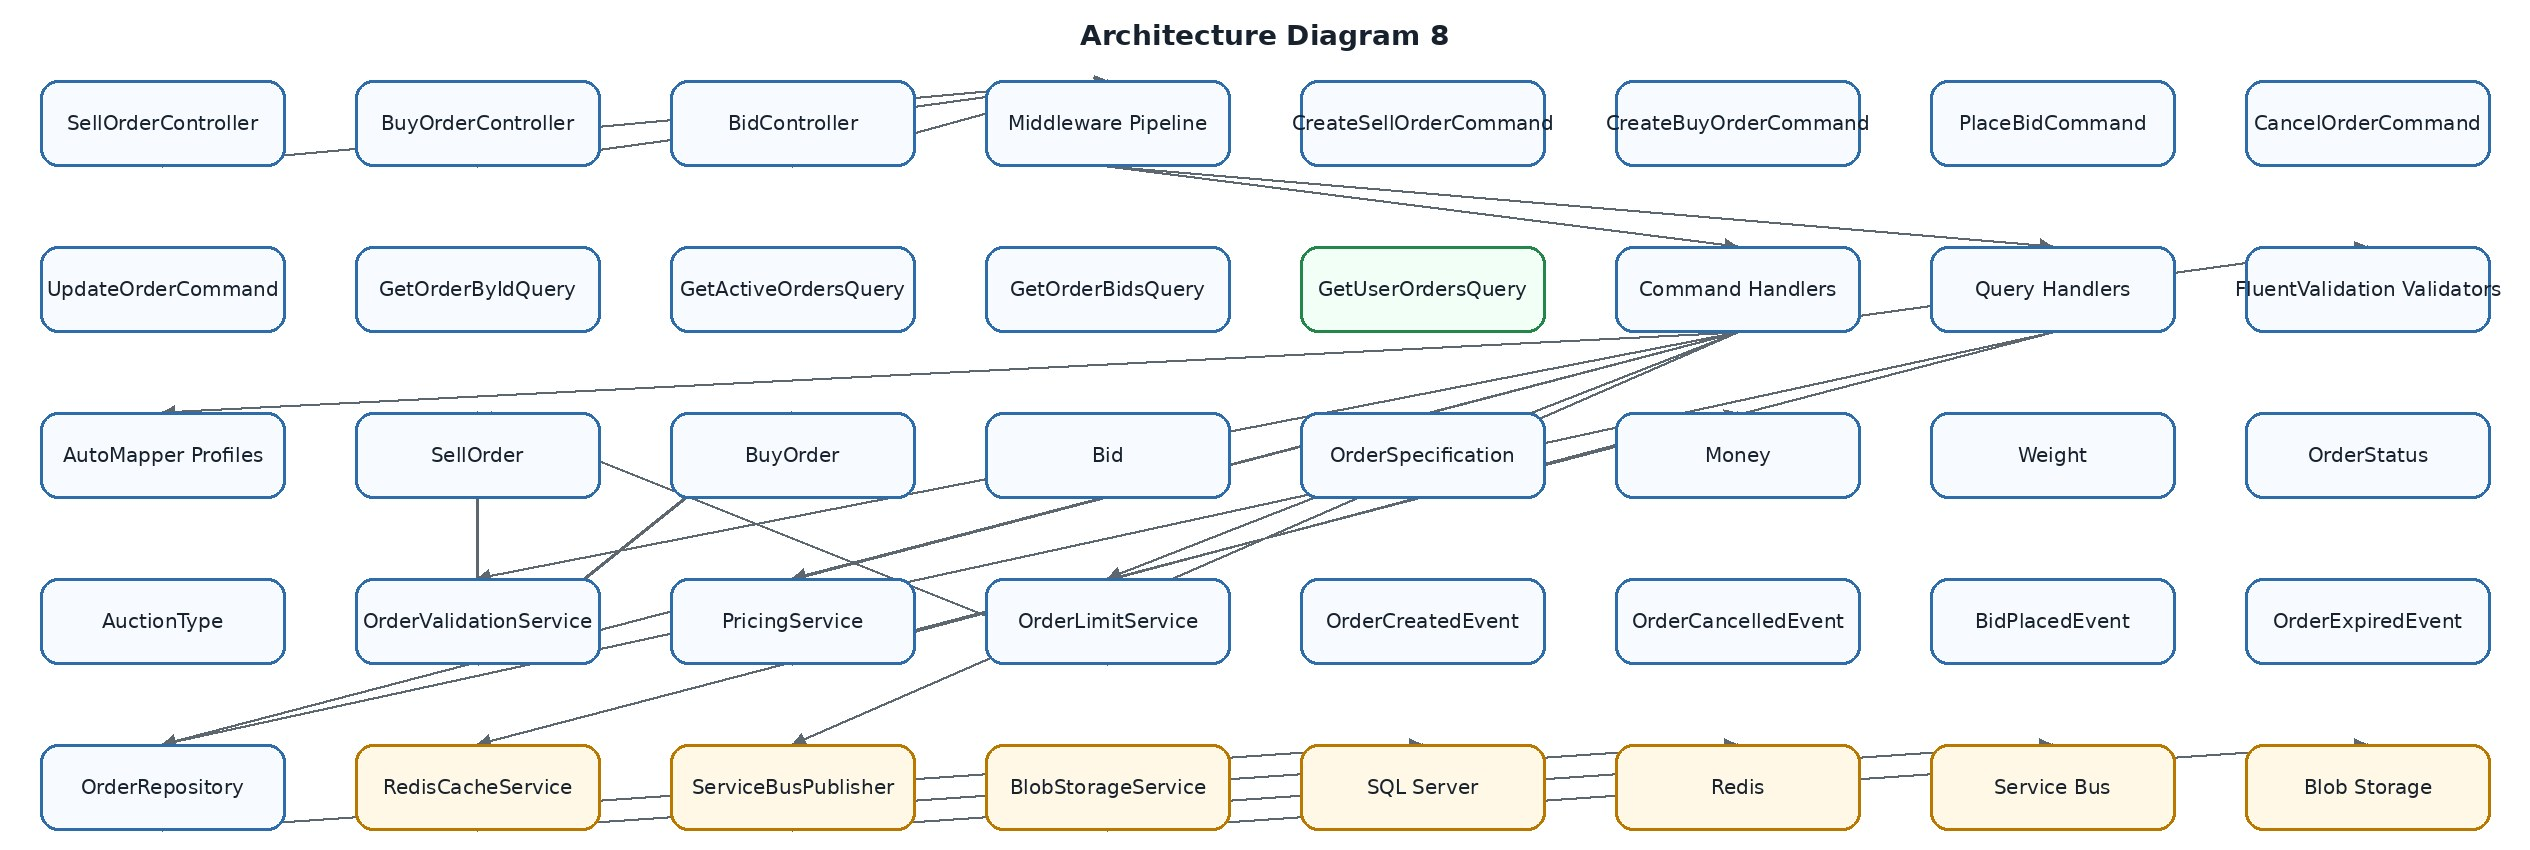 Architecture Diagram 8
SellOrderController
BuyOrderController
BidController
Middleware Pipeline
CreateSellOrderCommand
CreateBuyOrderCommand
PlaceBidCommand
CancelOrderCommand
UpdateOrderCommand
GetOrderByIdQuery
GetActiveOrdersQuery
GetOrderBidsQuery
GetUserOrdersQuery
Command Handlers
Query Handlers
FluentValidation Validators
AutoMapper Profiles
SellOrder
BuyOrder
Bid
OrderSpecification
Money
Weight
OrderStatus
AuctionType
OrderValidationService
PricingService
OrderLimitService
OrderCreatedEvent
OrderCancelledEvent
BidPlacedEvent
OrderExpiredEvent
OrderRepository
RedisCacheService
ServiceBusPublisher
BlobStorageService
SQL Server
Redis
Service Bus
Blob Storage